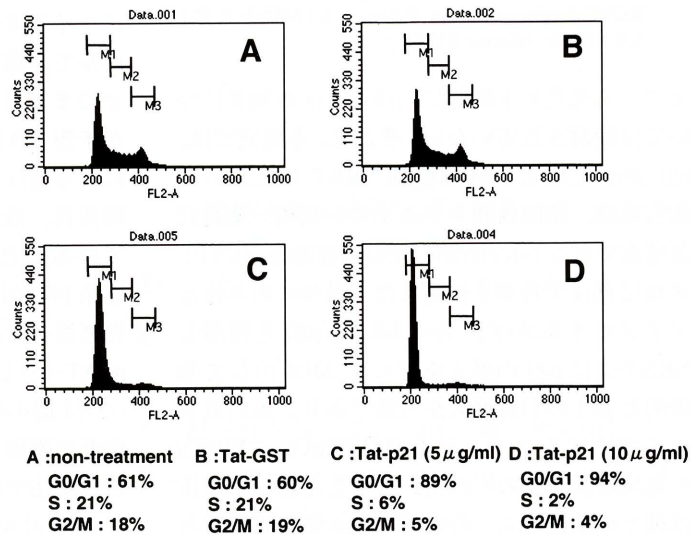 Data.001
A
M1
M2
M3
Counts
0 110 220 330 440 550
0 200 400 600 800 1000
FL2-A
Data.002
B
M1
M2
M3
Counts
0 110 220 330 440 550
0 200 400 600 800 1000
FL2-A
Data.005
C
M1
M2
M3
Counts
0 110 220 330 440 550
0 200 400 600 800 1000
FL2-A
Data.004
D
M1
M2
M3
Counts
0 110 220 330 440 550
0 200 400 600 800 1000
FL2-A
A :non-treatment
G0/G1 : 61%
S : 21%
G2/M : 18%
B :Tat-GST
G0/G1 : 60%
S : 21%
G2/M : 19%
C :Tat-p21 (5 μg/ml)
G0/G1 : 89%
S : 6%
G2/M : 5%
D :Tat-p21 (10 μg/ml)
G0/G1 : 94%
S : 2%
G2/M : 4%